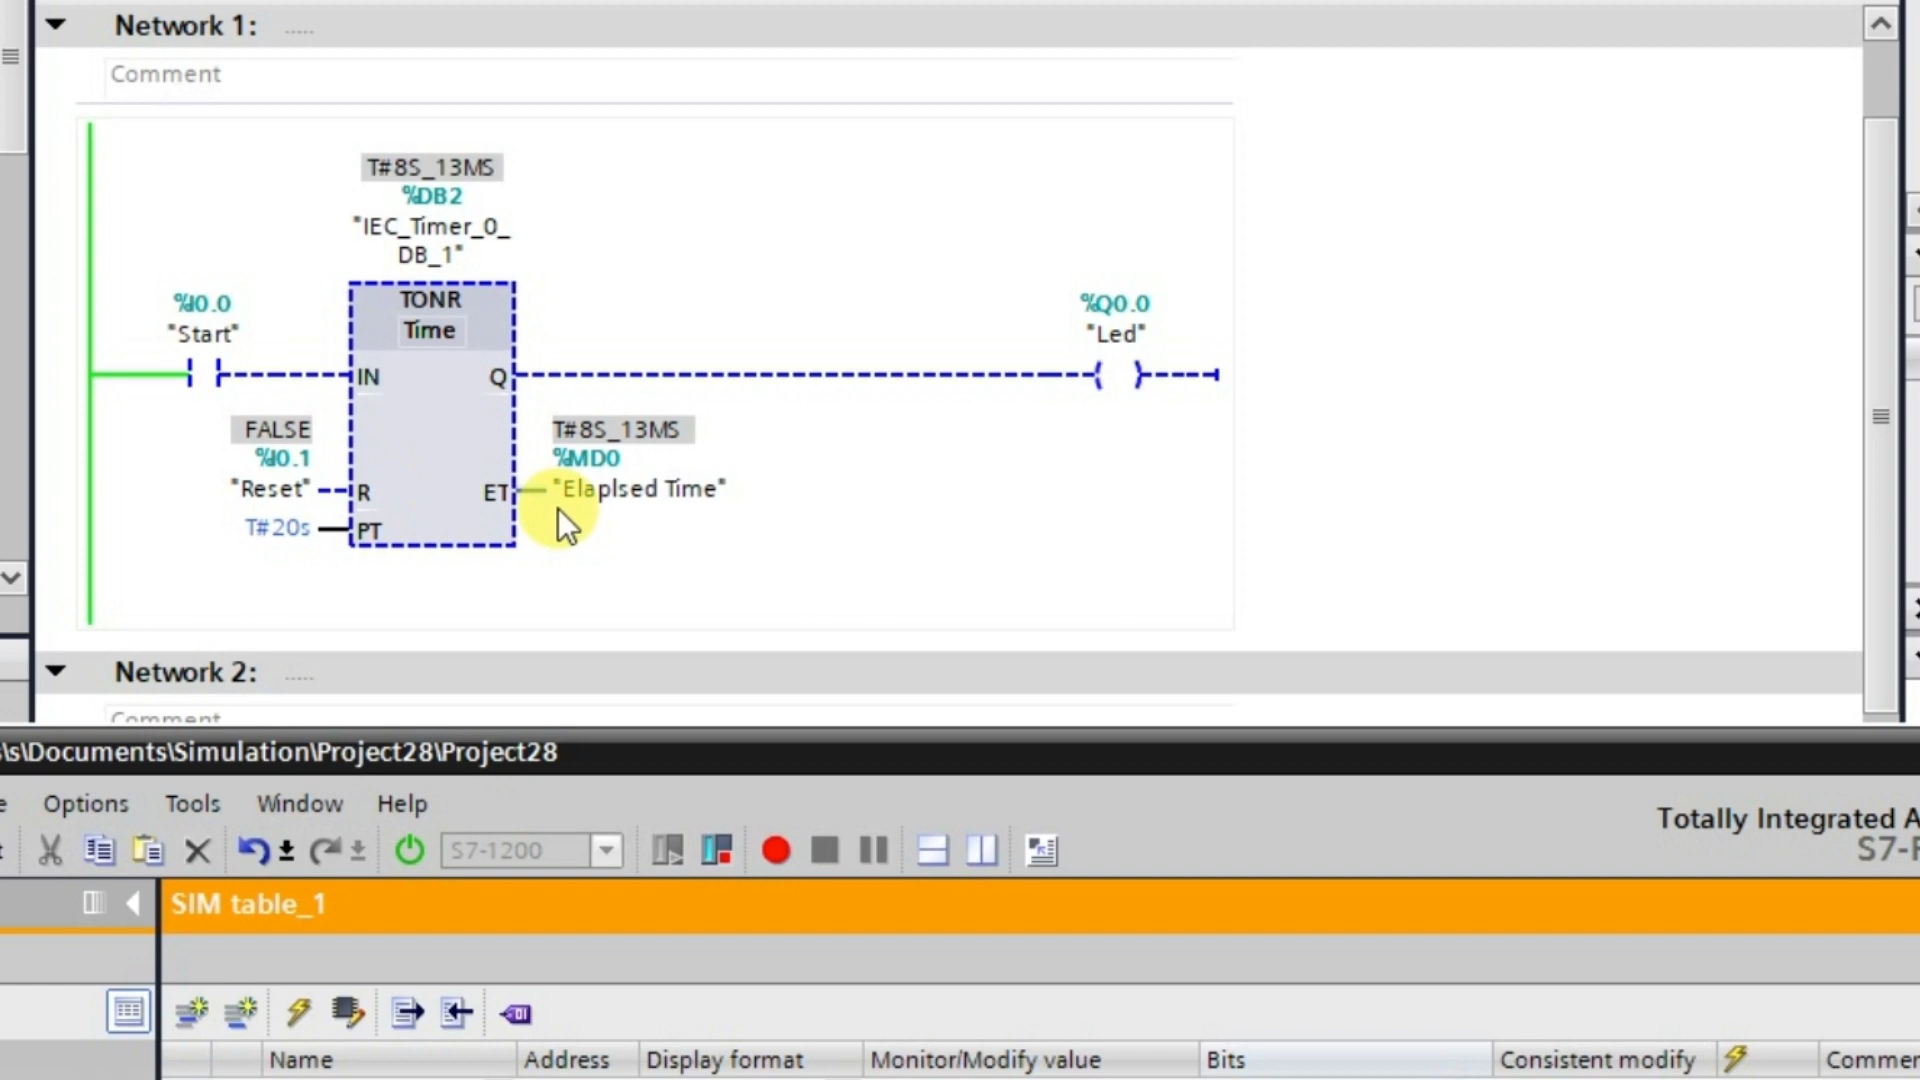 Network 1: .....
Comment
T#8S_13MS
%DB2
"IEC_Timer_0_
DB_1"
TONR
Time
%I0.0
"Start"
%Q0.0
"Led"
IN
Q
FALSE
%I0.1
"Reset"
R
T#8S_13MS
%MD0
ET
"Elaplsed Time"
T#20s
PT
Network 2: .....
Comment
s\Documents\Simulation\Project28\Project28
Options Tools Window Help
Totally Integrated A
S7-1200
S7-P
SIM table_1
Name Address Display format Monitor/Modify value Bits Consistent modify Commen